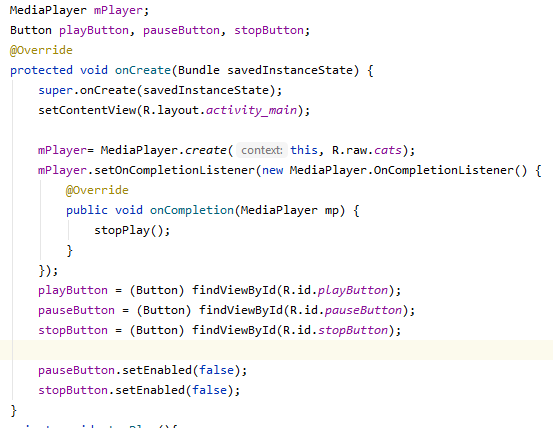 MediaPlayer mPlayer;
Button playButton, pauseButton, stopButton;
@Override
protected void onCreate(Bundle savedInstanceState) {
super.onCreate(savedInstanceState);
setContentView(R.layout.activity_main);
mPlayer= MediaPlayer.create( context: this, R.raw.cats);
mPlayer.setOnCompletionListener(new MediaPlayer.OnCompletionListener() {
@Override
public void onCompletion(MediaPlayer mp) {
stopPlay();
}
});
playButton = (Button) findViewById(R.id.playButton);
pauseButton = (Button) findViewById(R.id.pauseButton);
stopButton = (Button) findViewById(R.id.stopButton);
pauseButton.setEnabled(false);
stopButton.setEnabled(false);
}